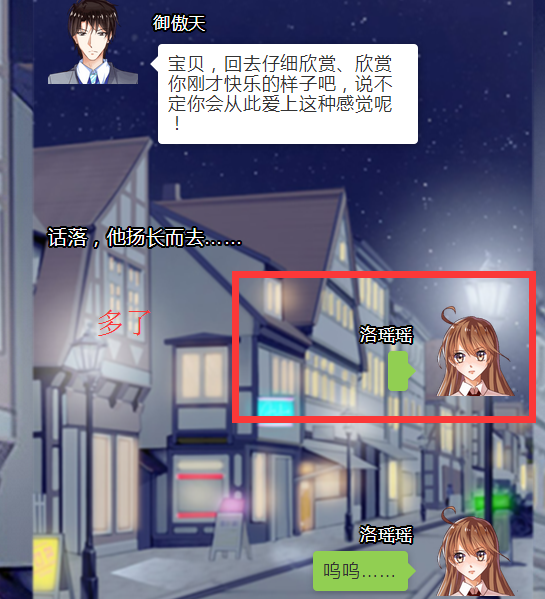 御傲天
宝贝，回去仔细欣赏、欣赏
你刚才快乐的样子吧，说不
定你会从此爱上这种感觉呢
！
话落，他扬长而去……
多了
洛瑶瑶
洛瑶瑶
呜呜……